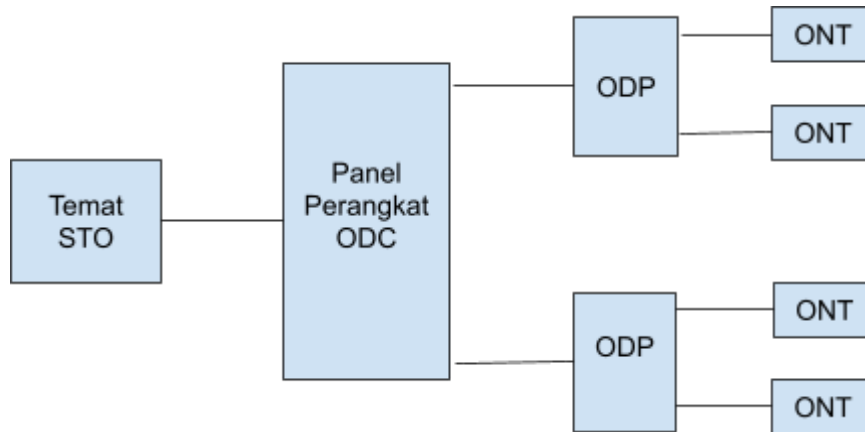 Temat
STO
Panel
Perangkat
ODC
ODP
ONT
ONT
ODP
ONT
ONT